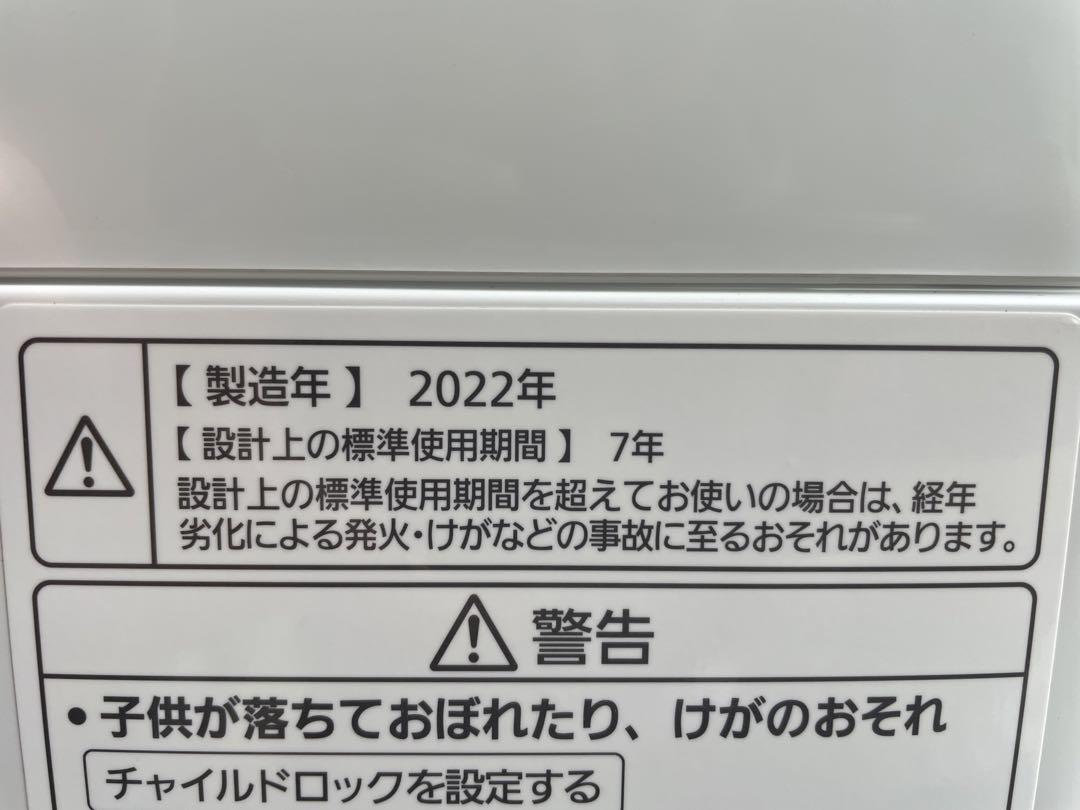 【 製造年 】 2022年
【 設計上の標準使用期間 】 7年
設計上の標準使用期間を超えてお使いの場合は、経年
劣化による発火・けがなどの事故に至るおそれがあります。
警告
• 子供が落ちておぼれたり、けがのおそれ
チャイルドロックを設定する